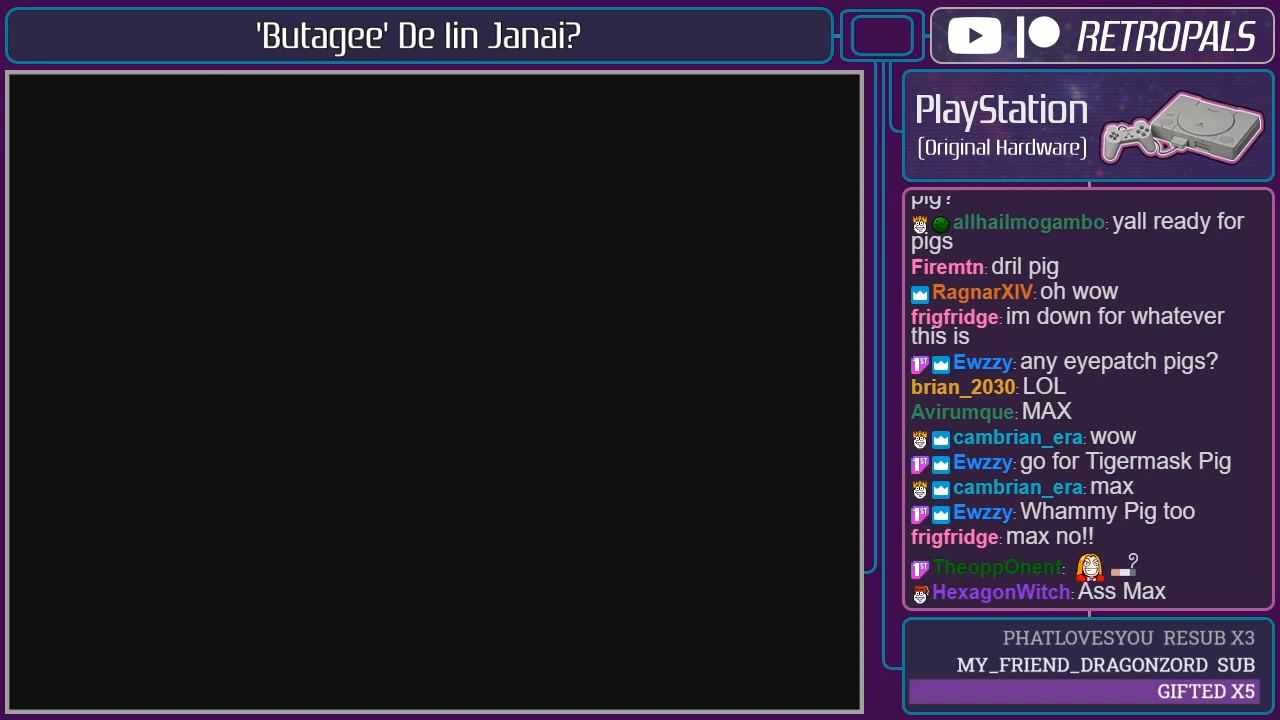 'Butagee' De Iin Janai?
RETROPALS
PlayStation
(Original Hardware)
pig?
allhailmogambo: yall ready for
pigs
Firemtn: dril pig
RagnarXIV: oh wow
frigfridge: im down for whatever
this is
Ewzzy: any eyepatch pigs?
brian_2030: LOL
Avirumque: MAX
cambrian_era: wow
Ewzzy: go for Tigermask Pig
cambrian_era: max
Ewzzy: Whammy Pig too
frigfridge: max no!!
TheoppOnent:
HexagonWitch: Ass Max
PHATLOVESYOU RESUB X3
MY_FRIEND_DRAGONZORD SUB
GIFTED X5